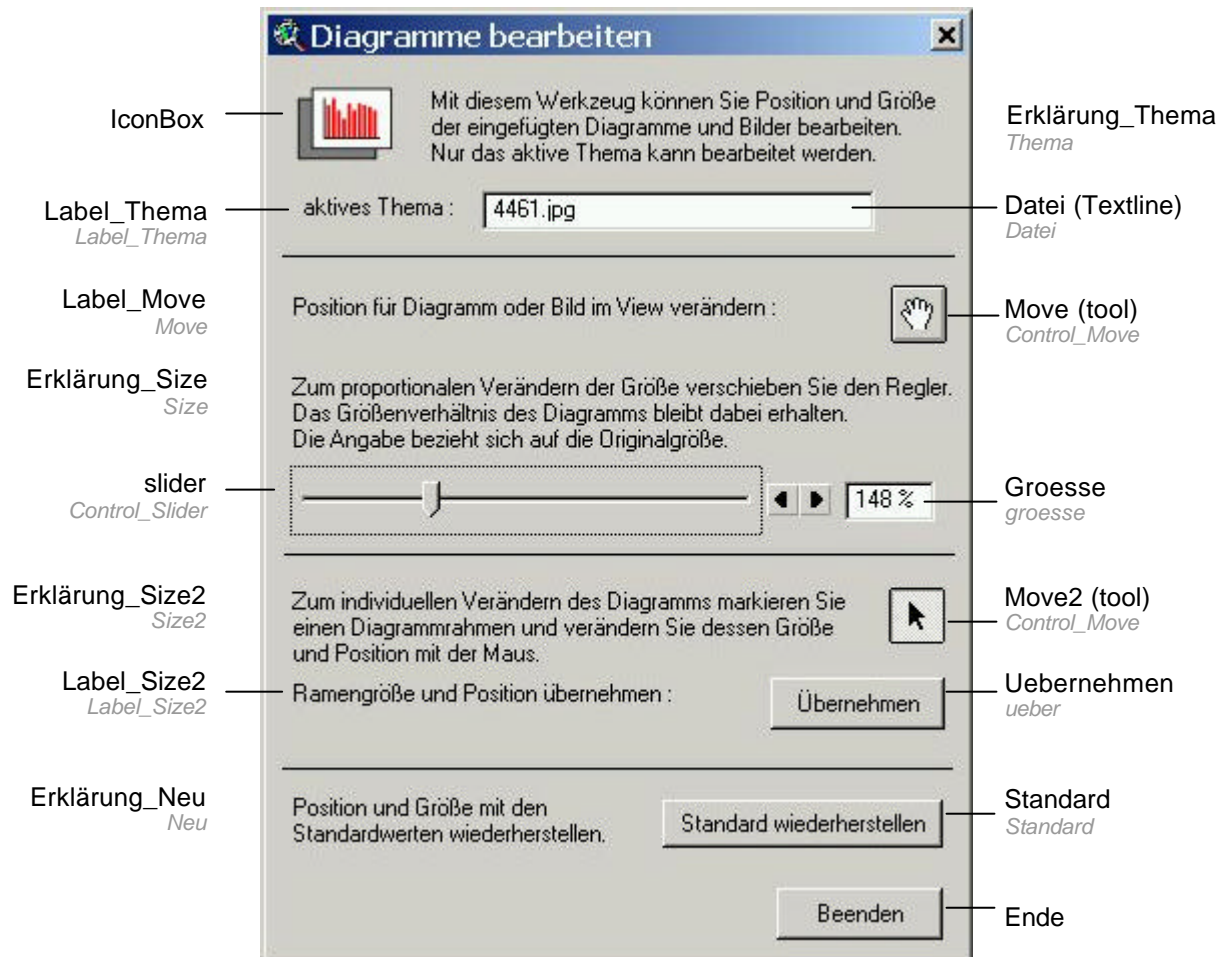 Diagramme bearbeiten
IconBox
Mit diesem Werkzeug können Sie Position und Größe
der eingefügten Diagramme und Bilder bearbeiten.
Nur das aktive Thema kann bearbeitet werden.
Erklärung_Thema
Thema
Label_Thema
Label_Thema
aktives Thema :
4461.jpg
Datei (Textline)
Datei
Label_Move
Move
Position für Diagramm oder Bild im View verändern :
Move (tool)
Control_Move
Erklärung_Size
Size
Zum proportionalen Verändern der Größe verschieben Sie den Regler.
Das Größenverhältnis des Diagramms bleibt dabei erhalten.
Die Angabe bezieht sich auf die Originalgröße.
slider
Control_Slider
148 %
Groesse
groesse
Erklärung_Size2
Size2
Zum individuellen Verändern des Diagramms markieren Sie
einen Diagrammrahmen und verändern Sie dessen Größe
und Position mit der Maus.
Move2 (tool)
Control_Move
Label_Size2
Label_Size2
Ramengröße und Position übernehmen :
Übernehmen
Uebernehmen
ueber
Erklärung_Neu
Neu
Position und Größe mit den
Standardwerten wiederherstellen.
Standard wiederherstellen
Standard
Standard
Beenden
Ende